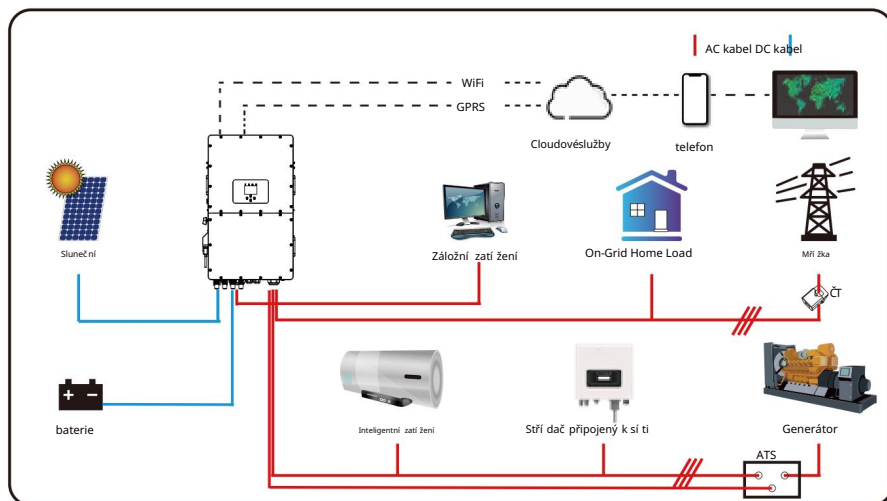 AC kabel DC kabel
WiFi
GPRS
Cloudovéslužby
telefon
Sluneční
Záložní zatí žení
On-Grid Home Load
Mří žka
ČT
baterie
Inteligentní zatí žení
Strí dač připojený k sí ti
Generátor
ATS